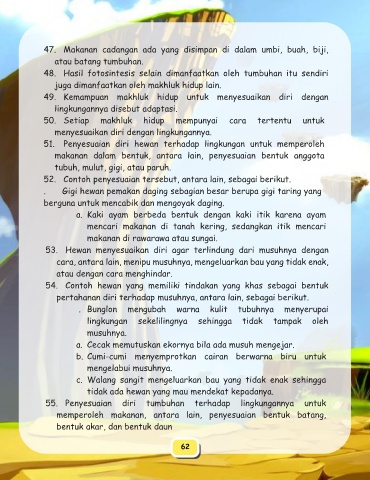 47. Makanan cadangan ada yang disimpan di dalam umbi, buah, biji,
atau batang tumbuhan.
48. Hasil fotosintesis selain dimanfaatkan oleh tumbuhan itu sendiri
juga dimanfaatkan oleh makhluk hidup lain.
49. Kemampuan makhluk hidup untuk menyesuaikan diri dengan
lingkungannya disebut adaptasi.
50. Setiap makhluk hidup mempunyai cara tertentu untuk
menyesuaikan diri dengan lingkungannya.
51. Penyesuaian diri hewan terhadap lingkungan untuk memperoleh
makanan dalam bentuk, antara lain, penyesuaian bentuk anggota
tubuh, mulut, gigi, atau paruh.
52. Contoh penyesuaian tersebut, antara lain, sebagai berikut.
. Gigi hewan pemakan daging sebagian besar berupa gigi taring yang
berguna untuk mencabik dan mengoyak daging.
a. Kaki ayam berbeda bentuk dengan kaki itik karena ayam
mencari makanan di tanah kering, sedangkan itik mencari
makanan di rawarawa atau sungai.
53. Hewan menyesuaikan diri agar terlindung dari musuhnya dengan
cara, antara lain, menipu musuhnya, mengeluarkan bau yang tidak enak,
atau dengan cara menghindar.
54. Contoh hewan yang memiliki tindakan yang khas sebagai bentuk
pertahanan diri terhadap musuhnya, antara lain, sebagai berikut.
. Bunglon mengubah warna kulit tubuhnya menyerupai
lingkungan sekelilingnya sehingga tidak tampak oleh
musuhnya.
a. Cecak memutuskan ekornya bila ada musuh mengejar.
b. Cumi-cumi menyemprotkan cairan berwarna biru untuk
mengelabui musuhnya.
c. Walang sangit mengeluarkan bau yang tidak enak sehingga
tidak ada hewan yang mau mendekat kepadanya.
55. Penyesuaian diri tumbuhan terhadap lingkungannya untuk
memperoleh makanan, antara lain, penyesuaian bentuk batang,
bentuk akar, dan bentuk daun
62